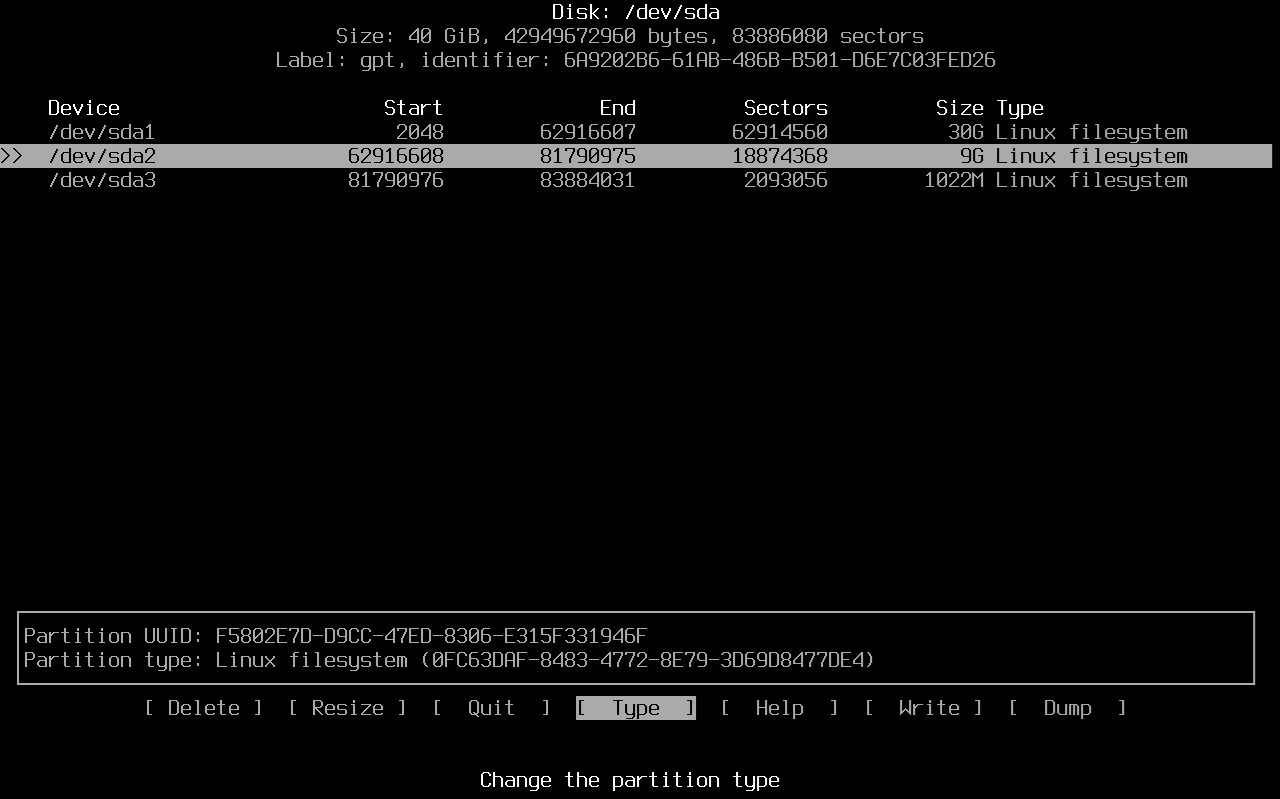 Disk: /dev/sda
Size: 40 GiB, 42949672960 bytes, 83886080 sectors
Label: gpt, identifier: 6A9202B6-61AB-486B-B501-D6E7C03FED26
Device Start End Sectors Size Type
/dev/sda1 2048 62916607 62914560 30G Linux filesystem
>> /dev/sda2 62916608 81790975 18874368 9G Linux filesystem
/dev/sda3 81790976 83884031 2093056 1022M Linux filesystem
Partition UUID: F5802E7D-D9CC-47ED-8306-E315F331946F
Partition type: Linux filesystem (0FC63DAF-8483-4772-8E79-3D69D8477DE4)
[ Delete ] [ Resize ] [ Quit ] [ Type ] [ Help ] [ Write ] [ Dump ]
Change the partition type